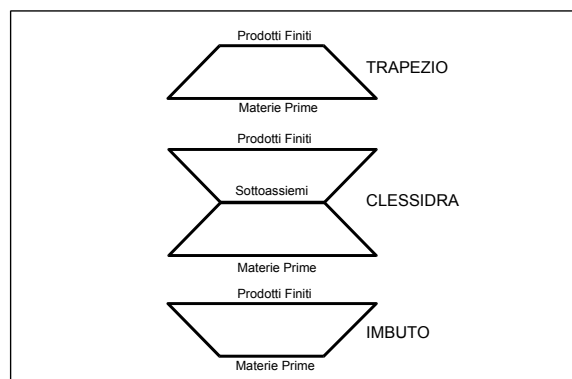 Prodotti Finiti
TRAPEZIO
Materie Prime
Prodotti Finiti
Sottoassiemi
CLESSIDRA
Materie Prime
Prodotti Finiti
IMBUTO
Materie Prime